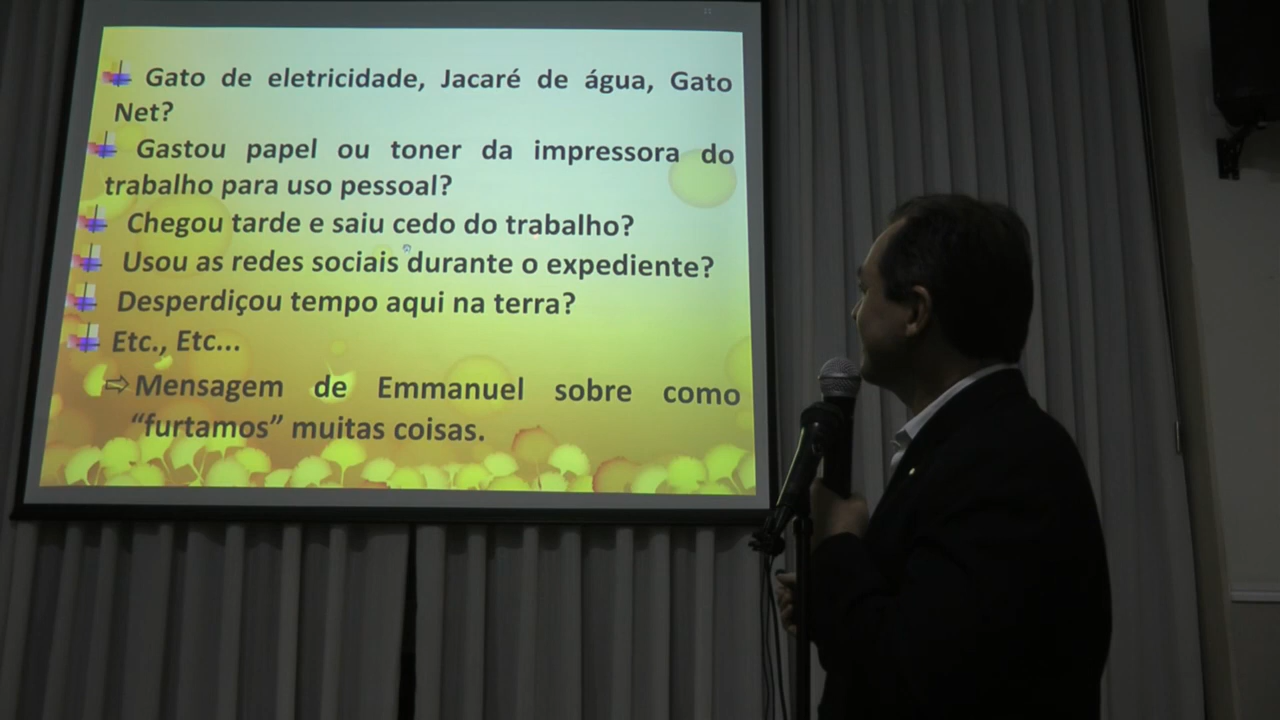 Gato de eletricidade, Jacaré de água, Gato
Net?
Gastou papel ou toner da impressora do
trabalho para uso pessoal?
Chegou tarde e saiu cedo do trabalho?
Usou as redes sociais durante o expediente?
Desperdiçou tempo aqui na terra?
Etc., Etc...
⇨Mensagem de Emmanuel sobre como
“furtamos” muitas coisas.